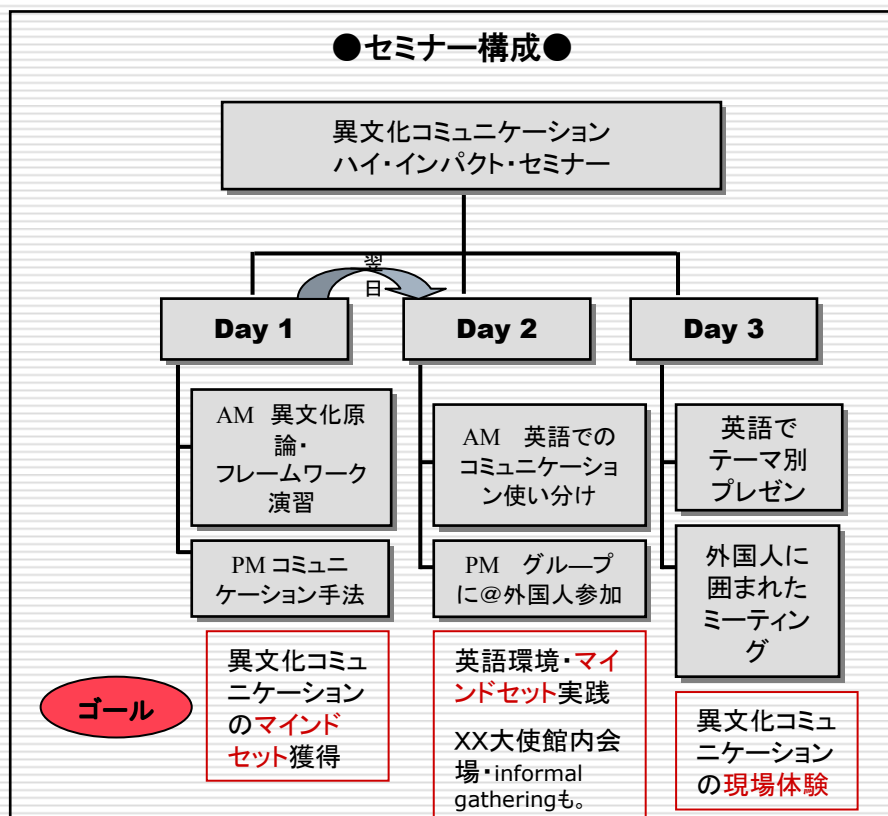 ●セミナー構成●
異文化コミュニケーション
ハイ・インパクト・セミナー
翌
日
Day 1
Day 2
Day 3
AM 異文化原
論・
フレームワーク
演習
PM コミュニ
ケーション手法
AM 英語での
コミュニケーショ
ン使い分け
PM グル―プ
に＠外国人参加
英語で
テーマ別
プレゼン
外国人に
囲まれた
ミーティン
グ
ゴール
異文化コミュ
ニケーション
のマインド
セット獲得
英語環境・マイ
ンドセット実践
XX大使館内会
場・informal
gatheringも。
異文化コミュ
ニケーション
の現場体験